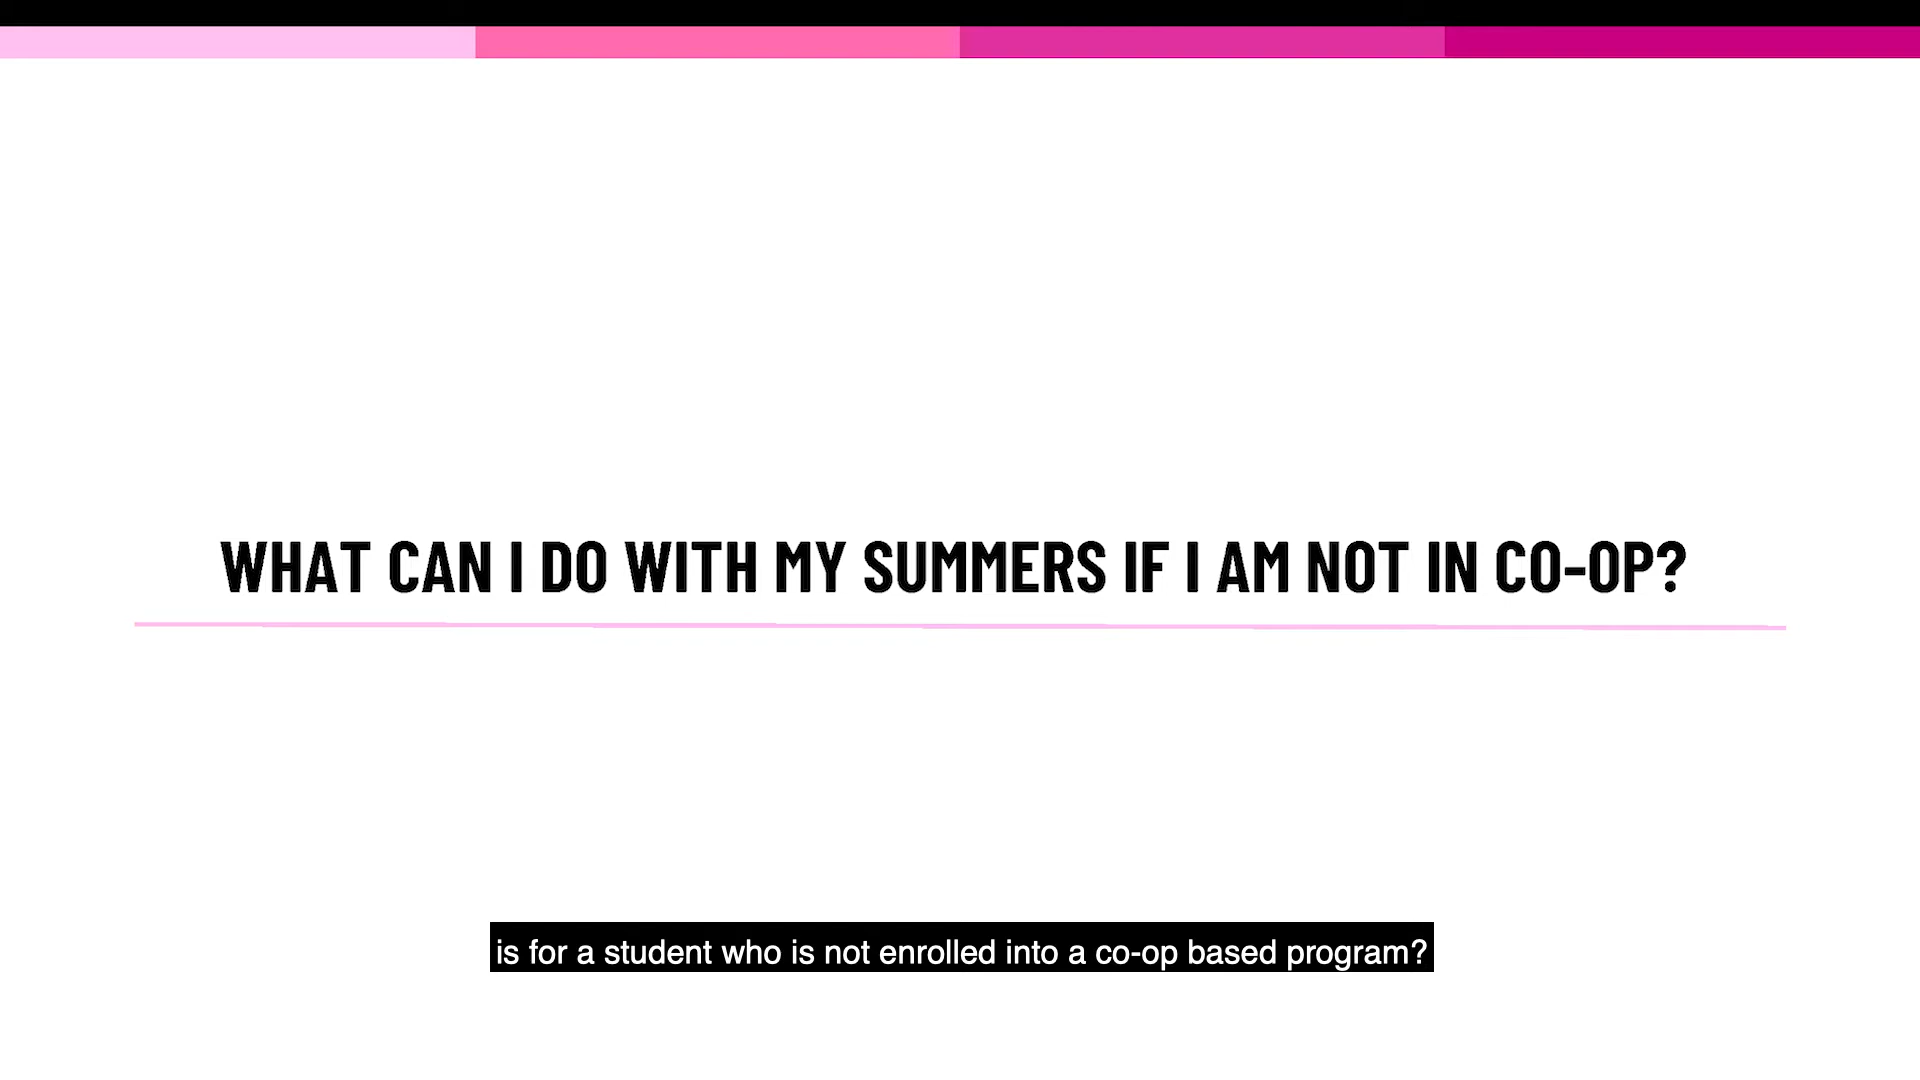 WHAT CAN I DO WITH MY SUMMERS IF I AM NOT IN CO-OP?
is for a student who is not enrolled into a co-op based program?